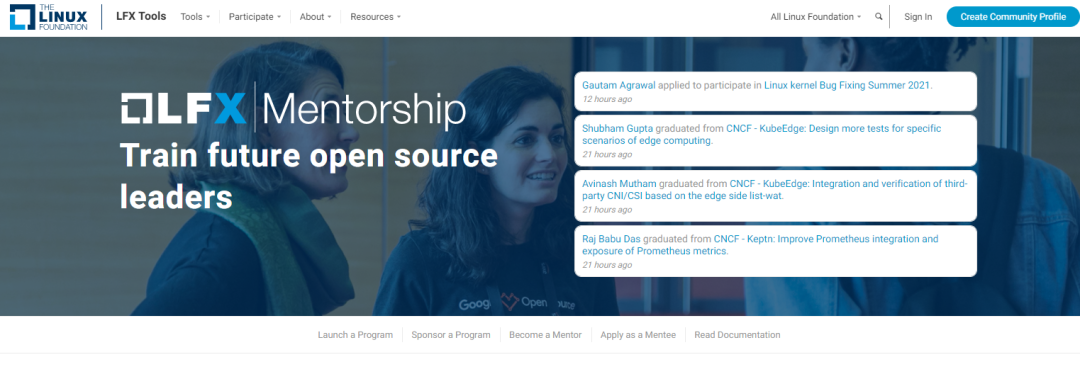 THE
LINUX
FOUNDATION
LFX Tools
Tools
Participate
About
Resources
All Linux Foundation
Sign In
Create Community Profile
LFX Mentorship
Train future open source
leaders
Gautam Agrawal applied to participate in Linux kernel Bug Fixing Summer 2021.
12 hours ago
Shubham Gupta graduated from CNCF - KubeEdge: Design more tests for specific
scenarios of edge computing.
21 hours ago
Avinash Mutham graduated from CNCF - KubeEdge: Integration and verification of third-
party CNI/CSI based on the edge side list-wat.
21 hours ago
Raj Babu Das graduated from CNCF - Keptn: Improve Prometheus integration and
exposure of Prometheus metrics.
21 hours ago
Goog Open
Launch a Program
Sponsor a Program
Become a Mentor
Apply as a Mentee
Read Documentation